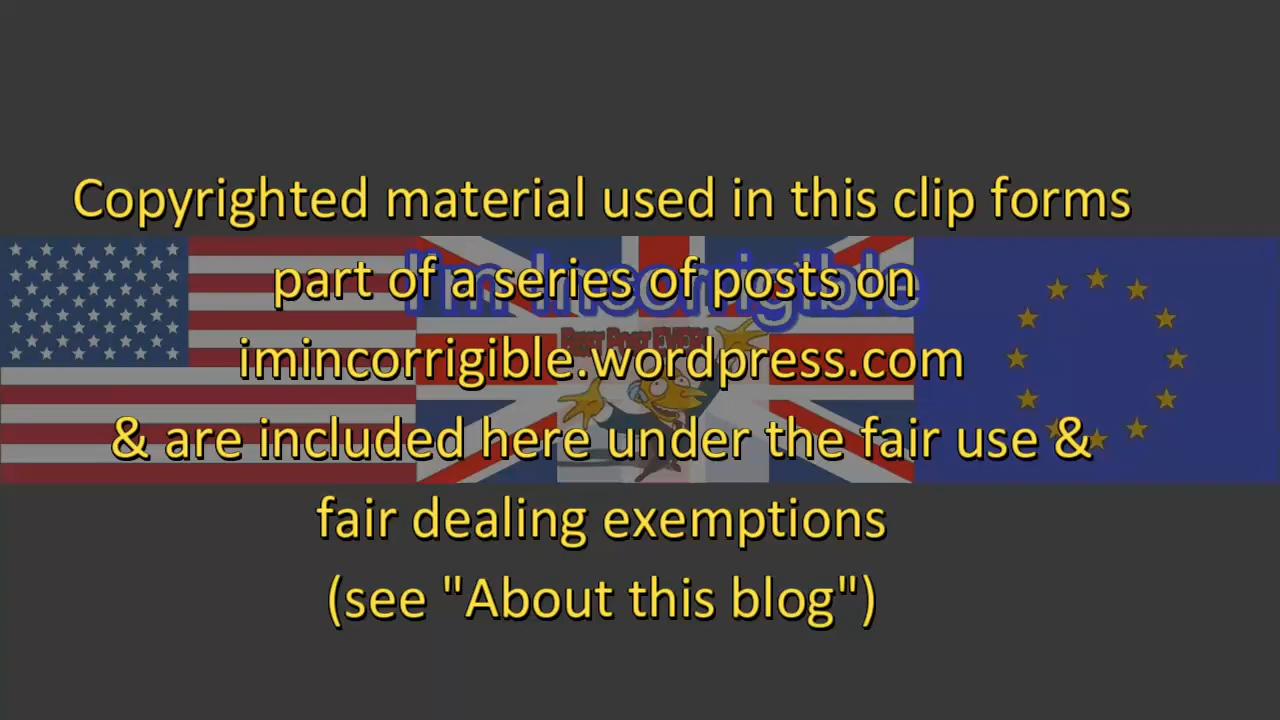 Copyrighted material used in this clip forms
part of a series of posts on
I'm Incorrigible
imincorrigible.wordpress.com
& are included here under the fair use &
fair dealing exemptions
(see "About this blog")